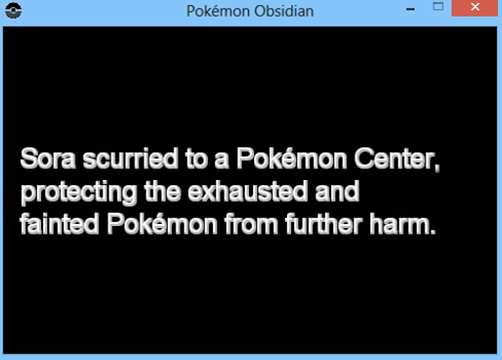 Pokémon Obsidian
Sora scurried to a Pokémon Center,
protecting the exhausted and
fainted Pokémon from further harm.